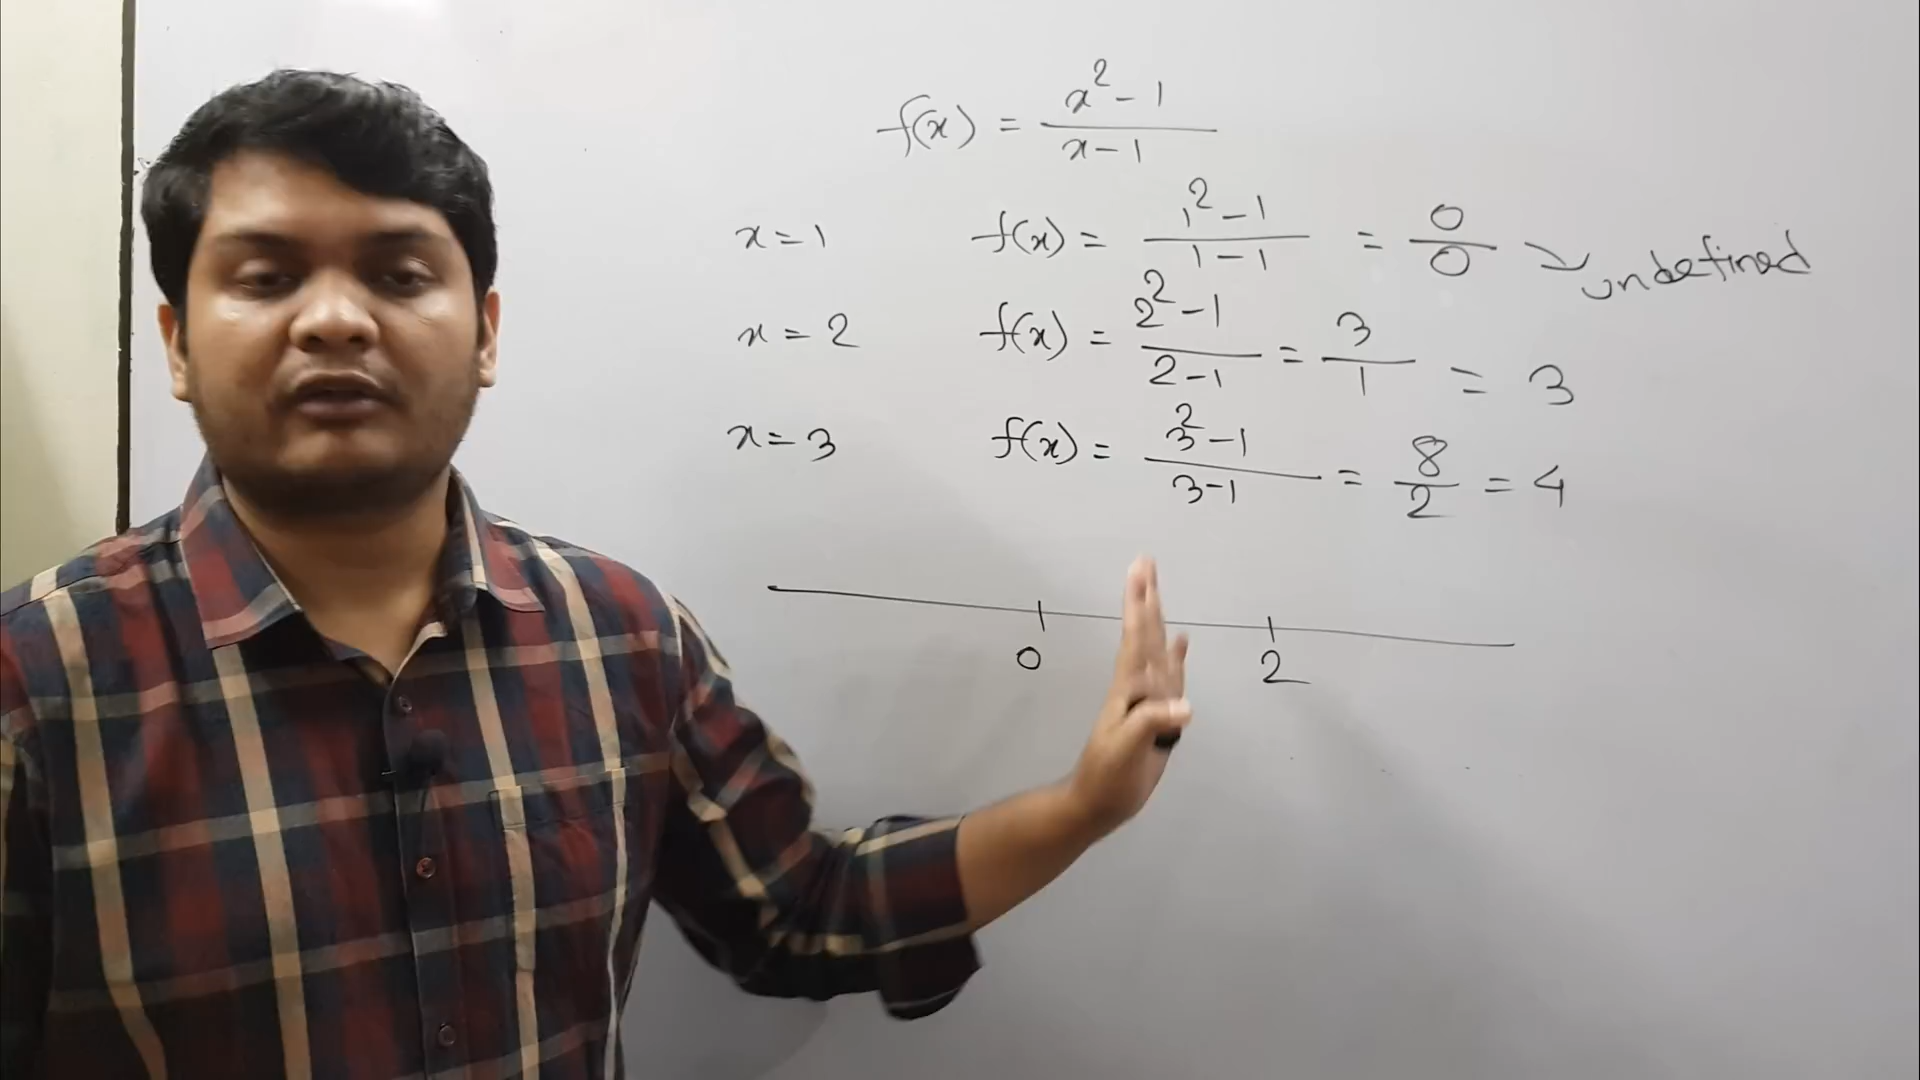 f(x) = x² - 1 / x - 1
x = 1 f(x) = 1² - 1 / 1 - 1 = 0 / 0 → undefined
x = 2 f(x) = 2² - 1 / 2 - 1 = 3 / 1 = 3
x = 3 f(x) = 3² - 1 / 3 - 1 = 8 / 2 = 4
0 2